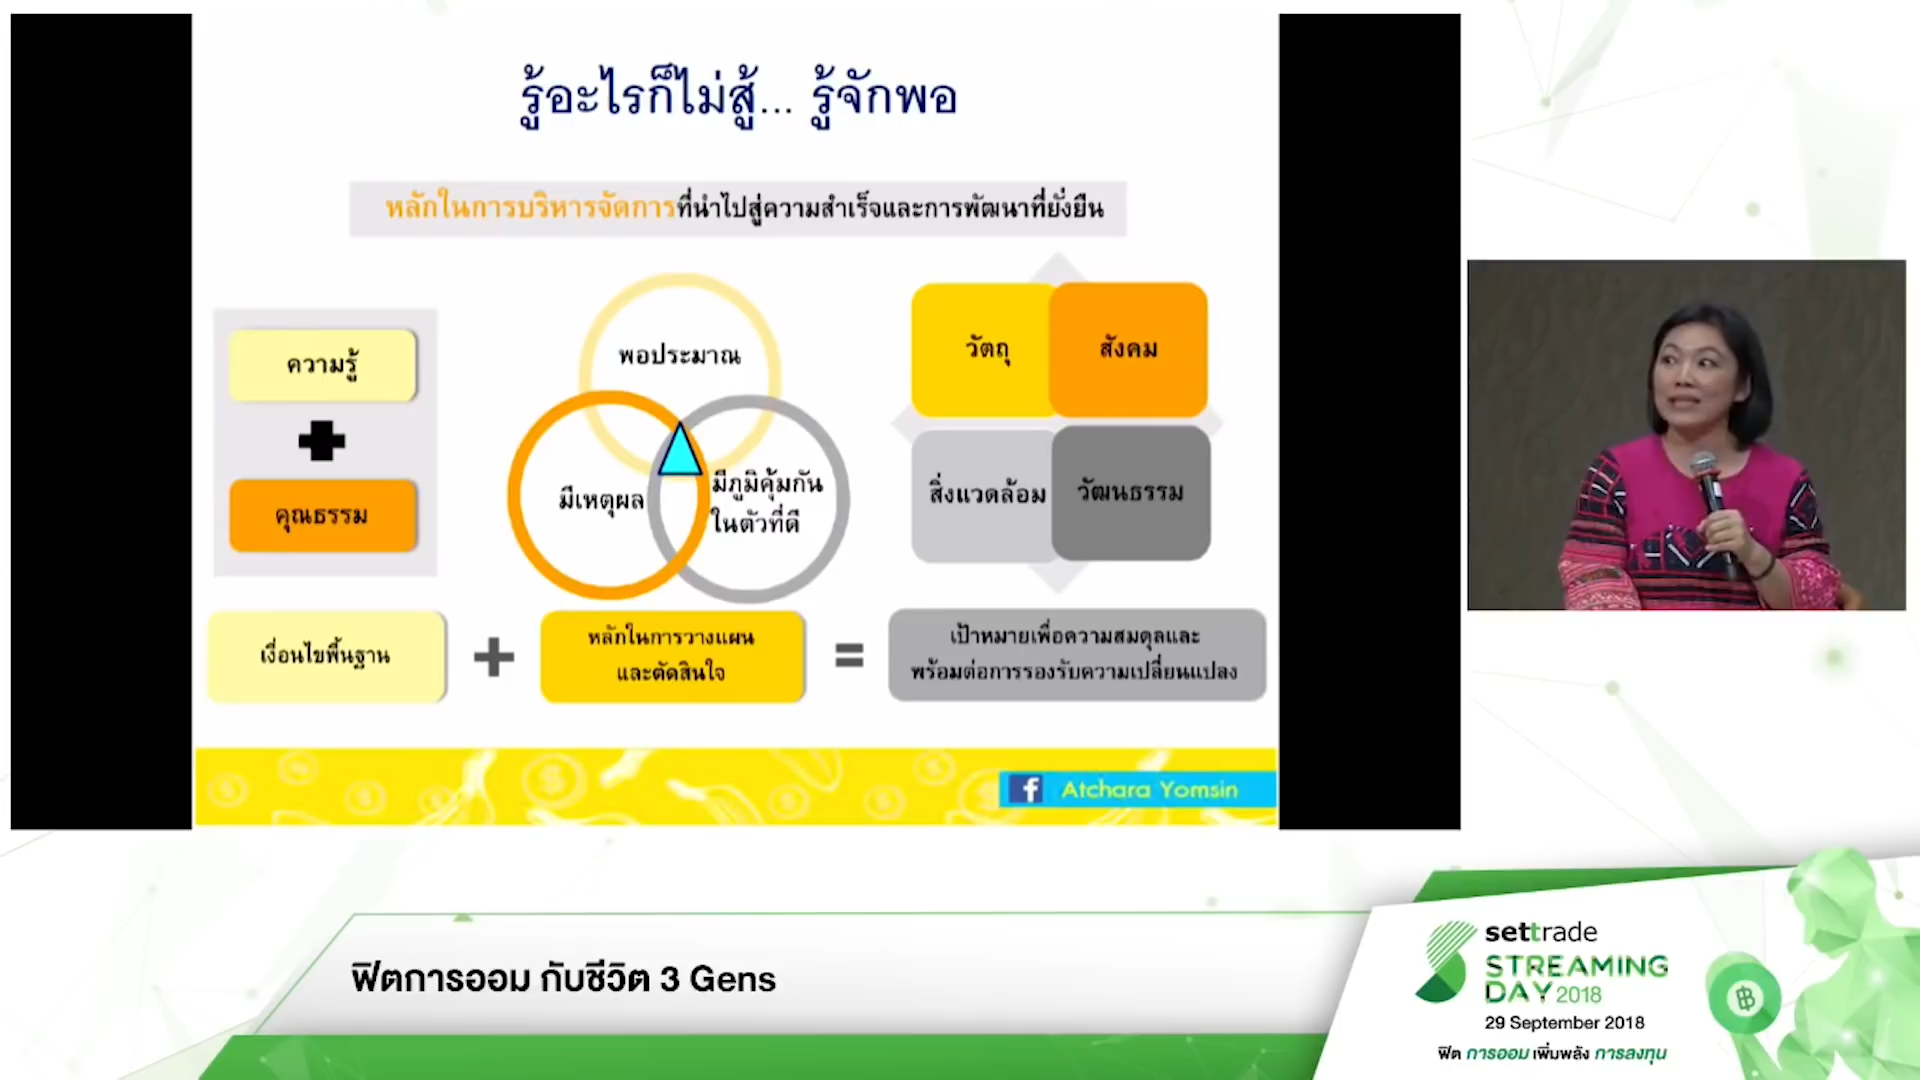 รู้อะไรก็ไม่สู้... รู้จักพอ
หลักในการบริหารจัดการที่นำไปสู่ความสำเร็จและการพัฒนาที่ยั่งยืน
ความรู้
คุณธรรม
พอประมาณ
มีเหตุผล
มีภูมิคุ้มกัน
ในตัวที่ดี
วัตถุ
สังคม
สิ่งแวดล้อม
วัฒนธรรม
เงื่อนไขพื้นฐาน
+
หลักในการวางแผน
และตัดสินใจ
=
เป้าหมายเพื่อความสมดุลและ
พร้อมต่อการรองรับความเปลี่ยนแปลง
f Atchara Yomsin
ฟิตการออม กับชีวิต 3 Gens
settrade
STREAMING
DAY 2018
29 September 2018
ฟิต การออม เพิ่มพลัง การลงทุน